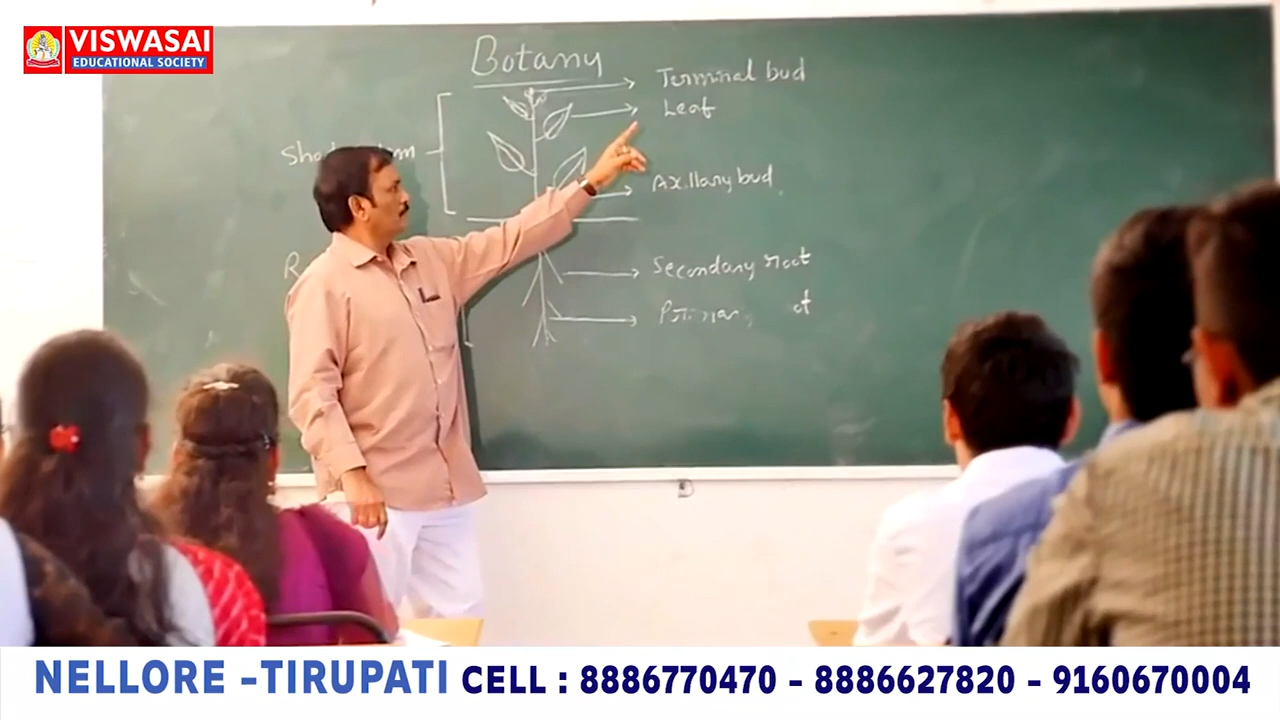 VISWASAI
EDUCATIONAL SOCIETY
Botany
Terminal bud
Leaf
Axillary bud
Secondary root
NELLORE -TIRUPATI CELL : 8886770470 - 8886627820 - 9160670004